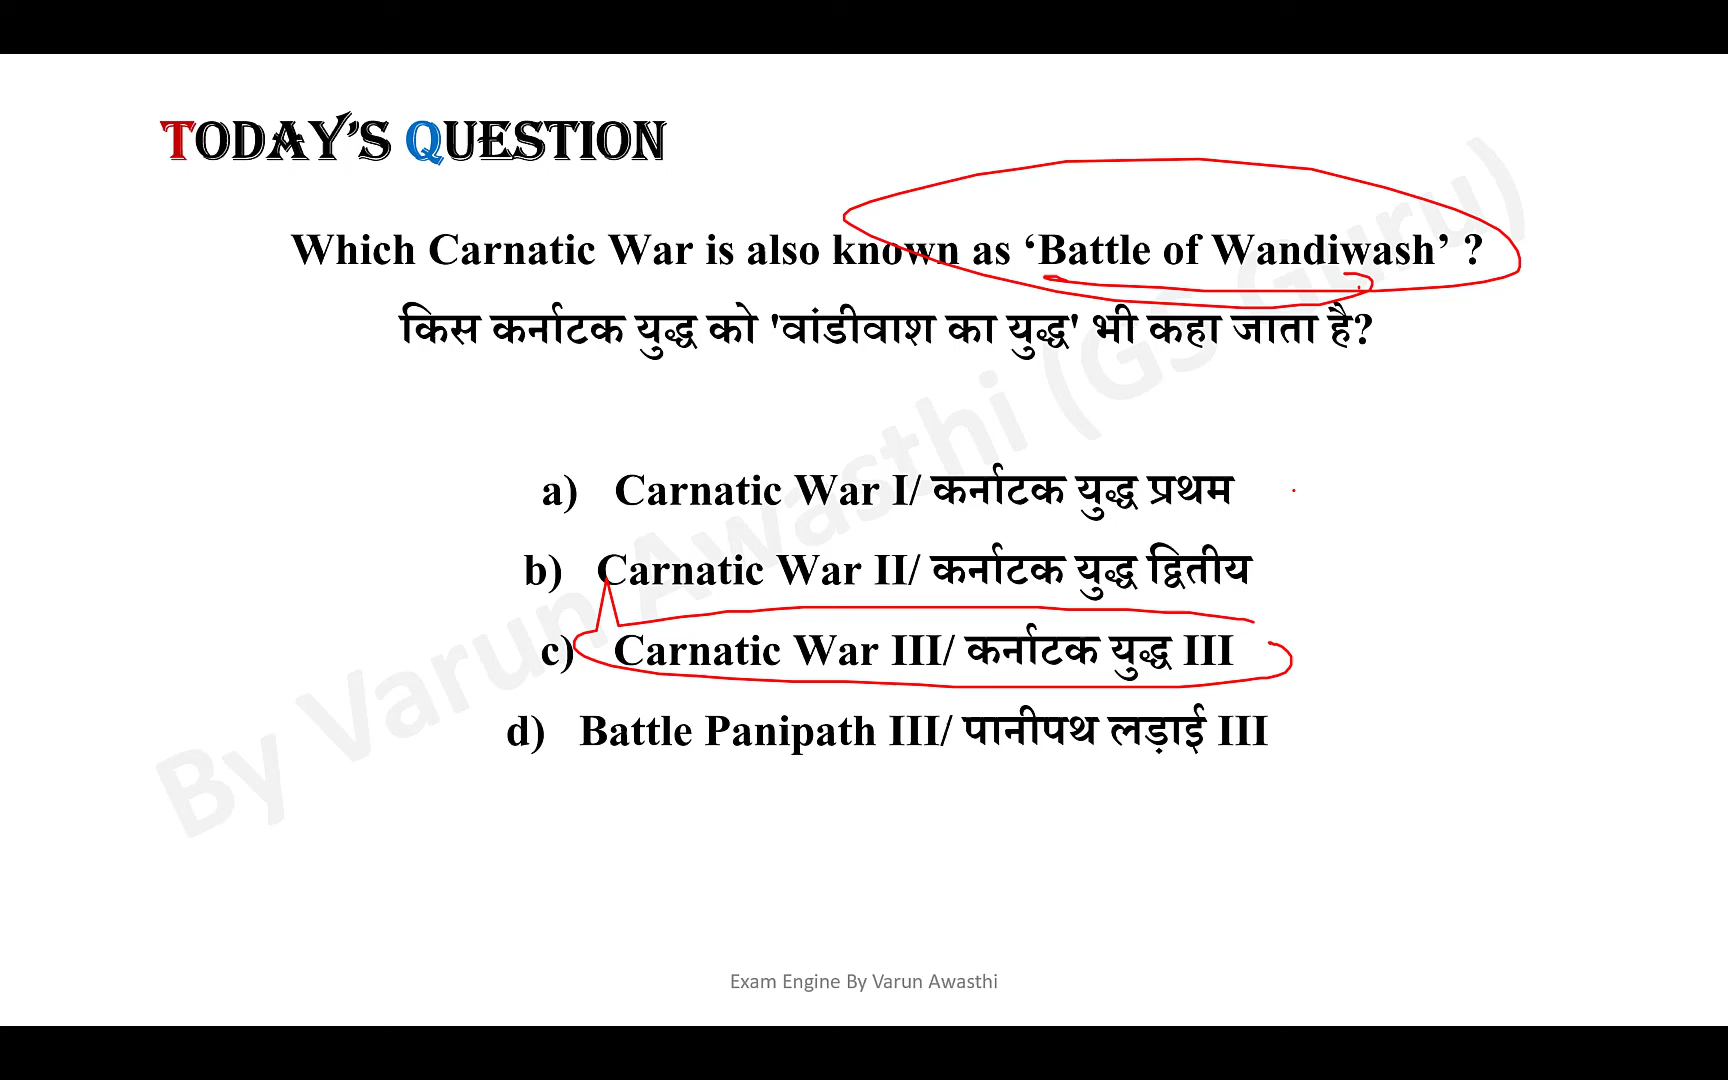 TODAY'S QUESTION
Which Carnatic War is also known as ‘Battle of Wandiwash’ ?
किस कर्नाटक युद्ध को 'वांडीवाश का युद्ध' भी कहा जाता है?
a) Carnatic War I/ कर्नाटक युद्ध प्रथम
b) Carnatic War II/ कर्नाटक युद्ध द्वितीय
c) Carnatic War III/ कर्नाटक युद्ध III
d) Battle Panipath III/ पानीपथ लड़ाई III
By Varun Awasthi (GS Guru)
Exam Engine By Varun Awasthi